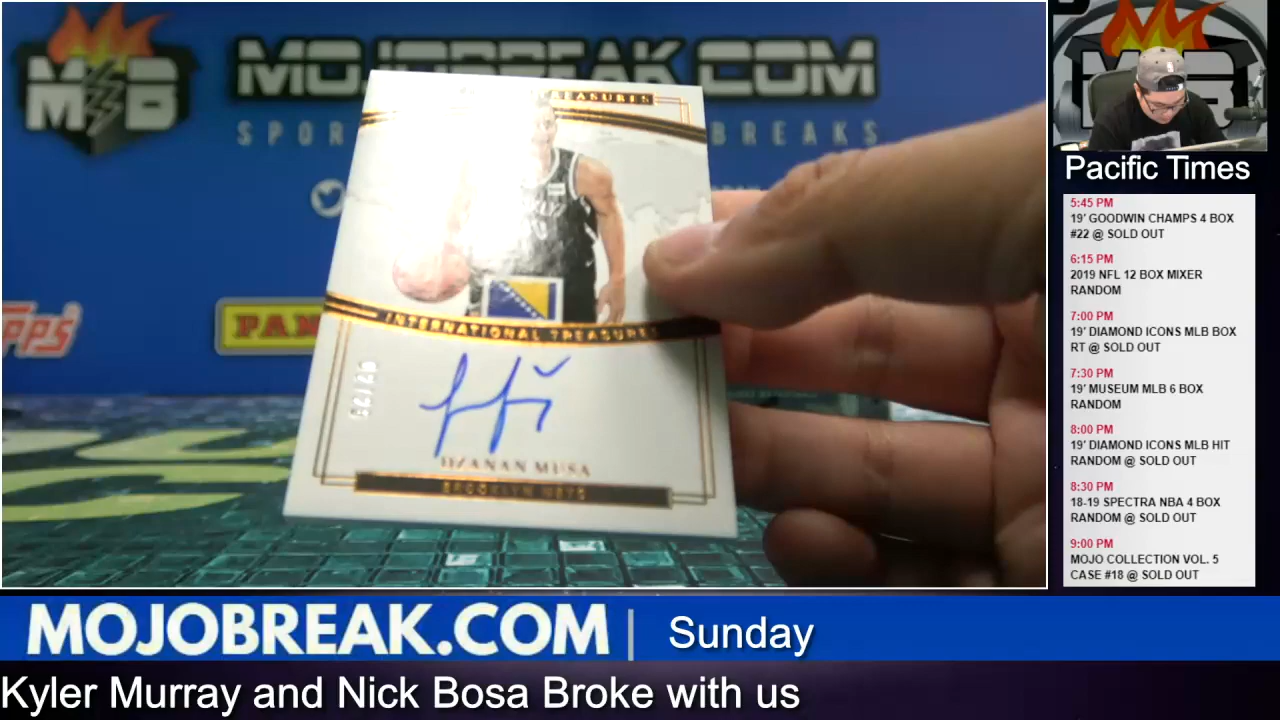 MOJOBREAK.COM
MB
SPOR
BREAKS
TREASURES
PAN
INTERNATIONAL TREASURES
DZANAN MUSA
BROOKLYN NETS
MB
Pacific Times
5:45 PM
19' GOODWIN CHAMPS 4 BOX
#22 @ SOLD OUT
6:15 PM
2019 NFL 12 BOX MIXER
RANDOM
7:00 PM
19' DIAMOND ICONS MLB BOX
RT @ SOLD OUT
7:30 PM
19' MUSEUM MLB 6 BOX
RANDOM
8:00 PM
19' DIAMOND ICONS MLB HIT
RANDOM @ SOLD OUT
8:30 PM
18-19 SPECTRA NBA 4 BOX
RANDOM @ SOLD OUT
9:00 PM
MOJO COLLECTION VOL. 5
CASE #18 @ SOLD OUT
MOJOBREAK.COM | Sunday
Kyler Murray and Nick Bosa Broke with us